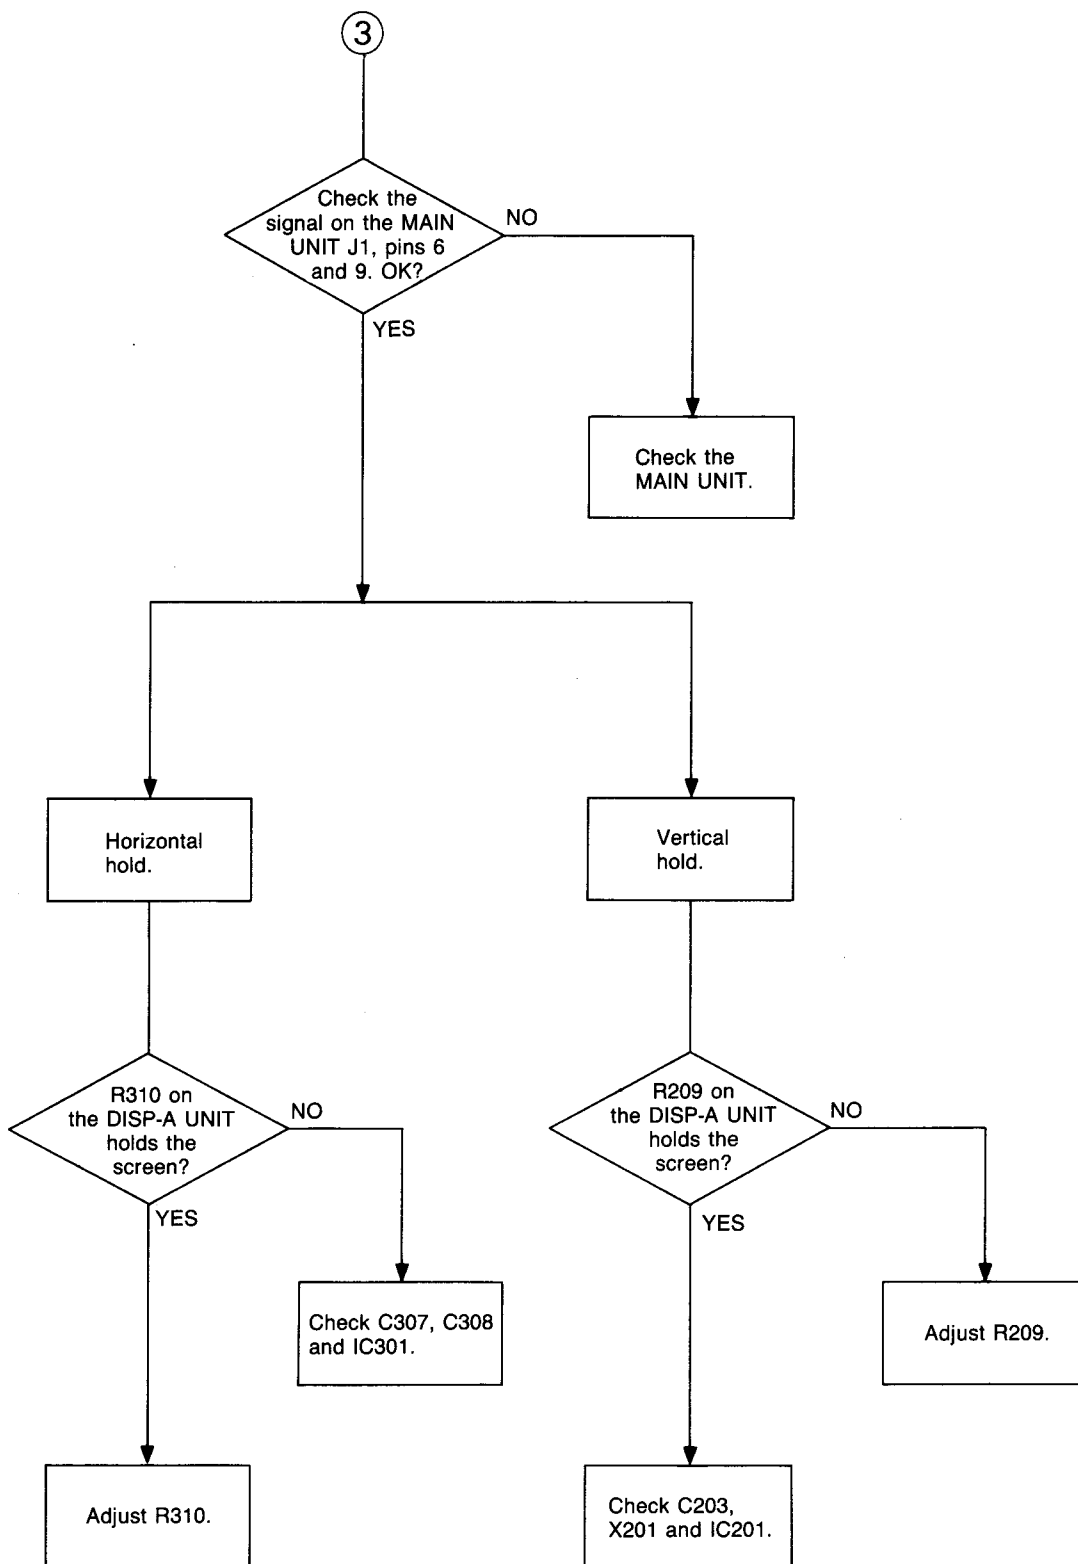 3
Check the
signal on the MAIN
UNIT J1, pins 6
and 9. OK?
NO
YES
Check the
MAIN UNIT.
Horizontal
hold.
Vertical
hold.
R310 on
the DISP-A UNIT
holds the
screen?
NO
YES
R209 on
the DISP-A UNIT
holds the
screen?
NO
YES
Check C307, C308
and IC301.
Adjust R209.
Adjust R310.
Check C203,
X201 and IC201.